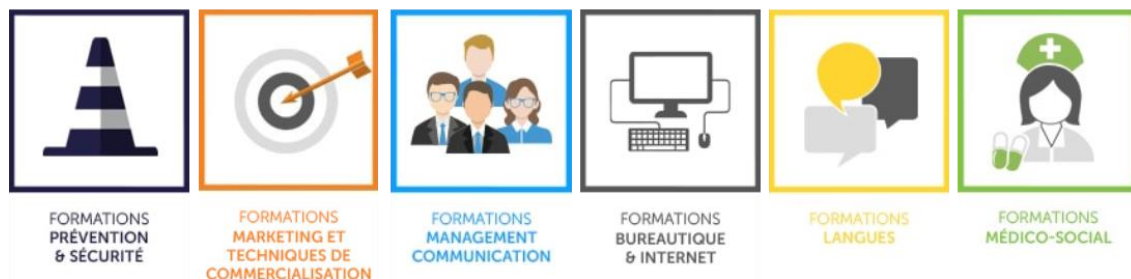 FORMATIONS
PRÉVENTION
& SÉCURITÉ
FORMATIONS
MARKETING ET
TECHNIQUES DE
COMMERCIALISATION
FORMATIONS
MANAGEMENT
COMMUNICATION
FORMATIONS
BUREAUTIQUE
& INTERNET
FORMATIONS
LANGUES
FORMATIONS
MÉDICO-SOCIAL